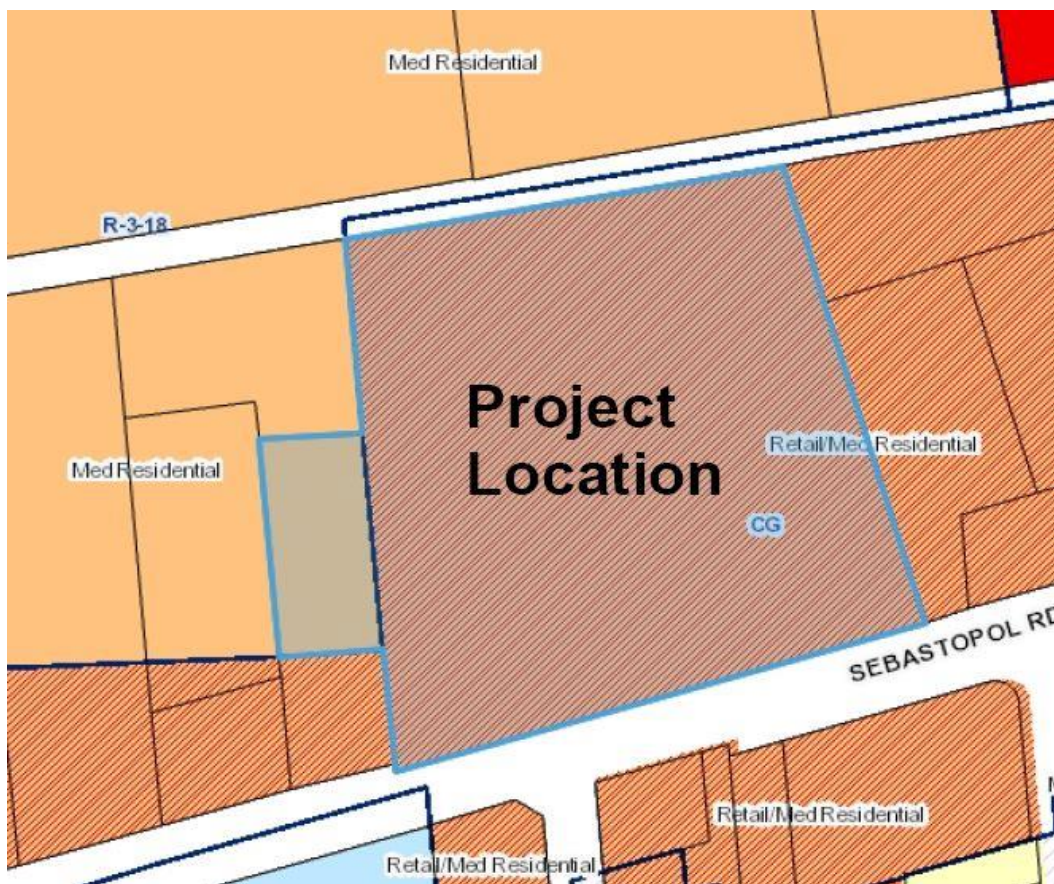 Med Residential
R-3-18
Project
Location
Retail/Med Residential
Med Residential
CG
SEBASTOPOL RD
Retail/Med Residential
Retail/Med Residential